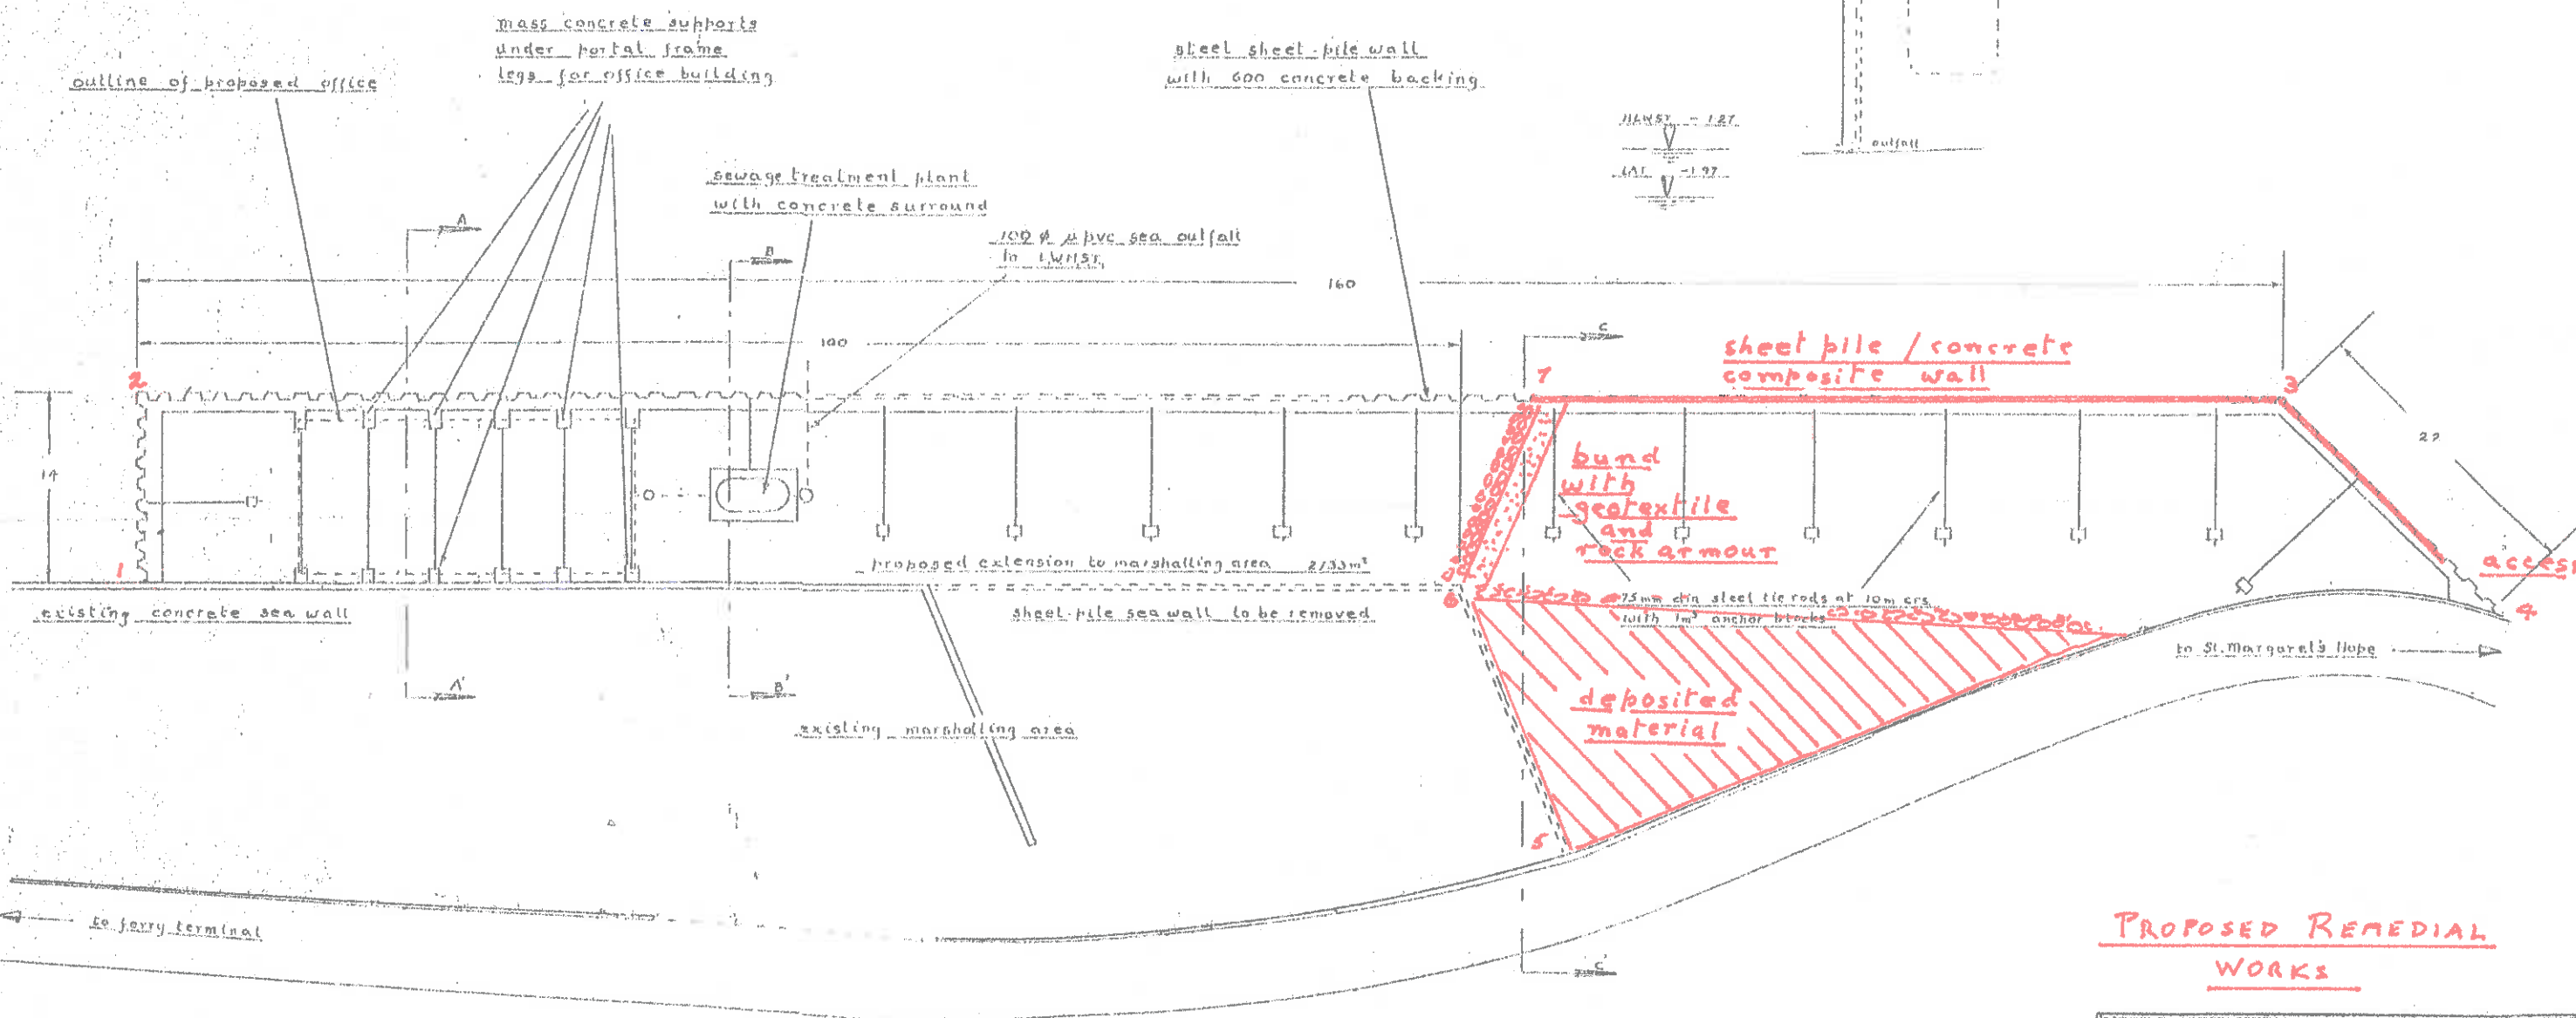 mass concrete supports
under portal frame
legs for office building
outline of proposed office
steel sheet-pile wall
with 600 concrete backing
outfall
-1.27
LAT -1.97
sewage treatment plant
with concrete surround
100 ϕ μpvc sea outfall
to
A
B
C
160
100
14
22
sheet pile / concrete
composite wall
2
7
3
bund
with
geotextile
and
rock armour
1
6
4
access
proposed extension to marshalling area 2133m²
existing concrete sea wall
sheet-pile sea wall to be removed
75mm dia steel tie rods at 10m crs
with 1m³ anchor blocks
to St. Margaret's Hope
A'
B'
deposited
material
existing marshalling area
5
to ferry terminal
C'
PROPOSED REMEDIAL
WORKS